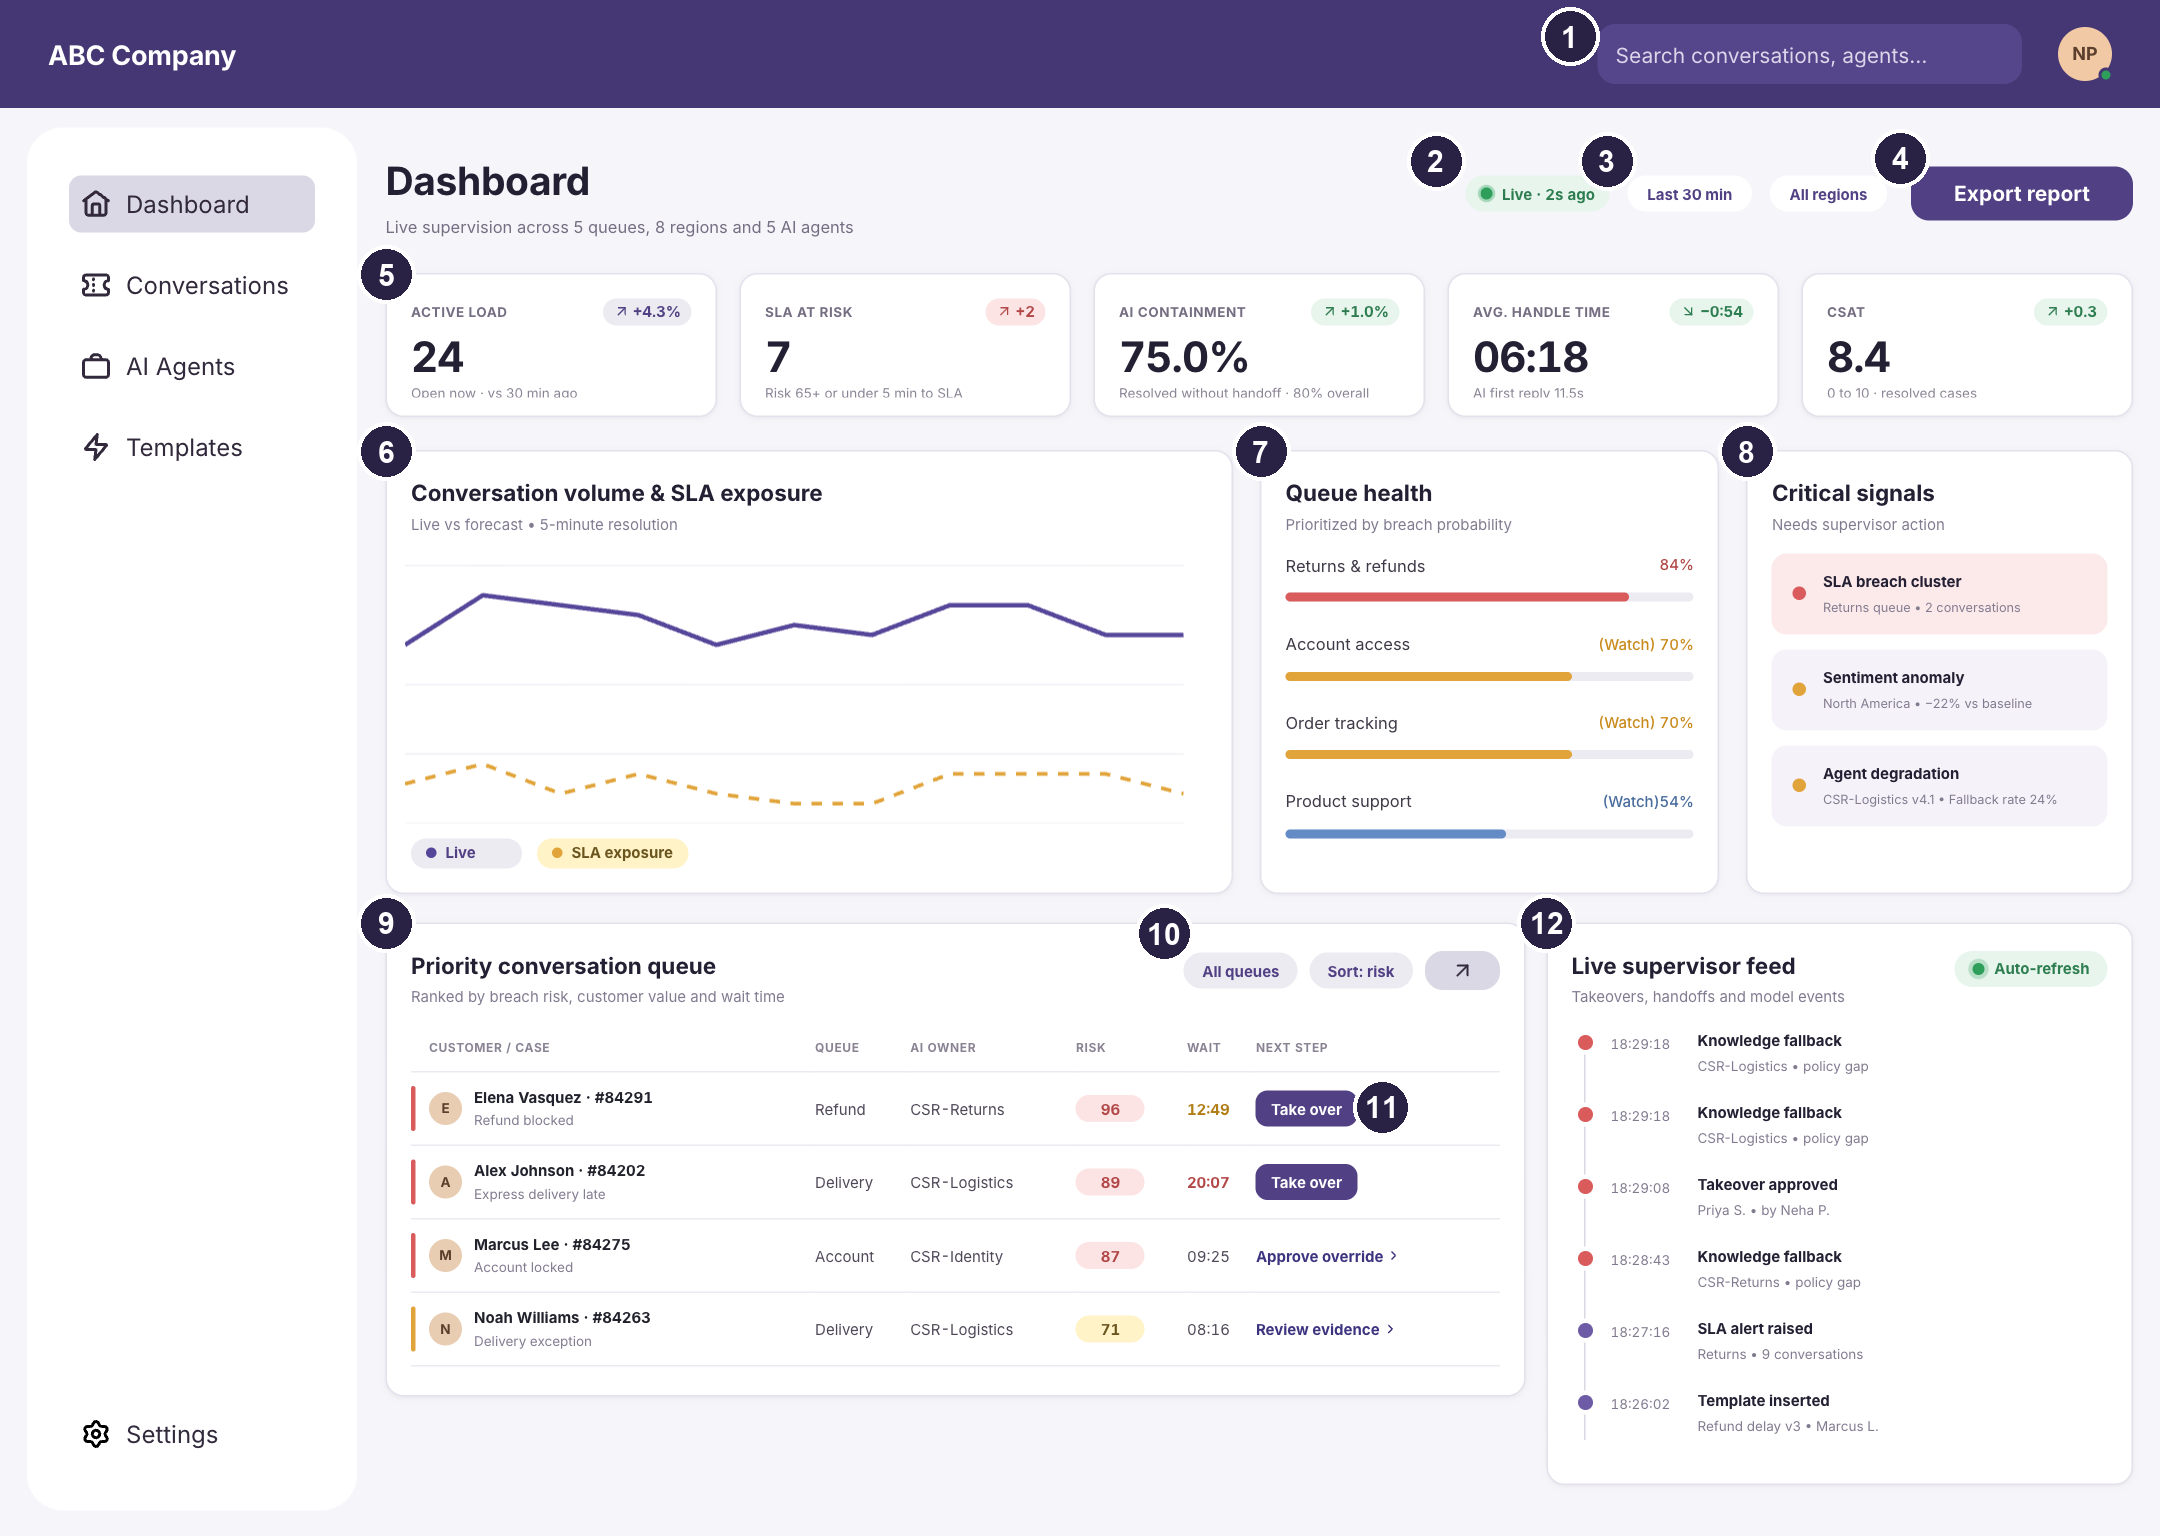 ABC Company
1
Search conversations, agents...
NP
Dashboard
Conversations
AI Agents
Templates
Settings
Dashboard
Live supervision across 5 queues, 8 regions and 5 AI agents
2
Live · 2s ago
3
Last 30 min
All regions
4
Export report
5
ACTIVE LOAD
↗ +4.3%
24
Open now · vs 30 min ago
SLA AT RISK
↗ +2
7
Risk 65+ or under 5 min to SLA
AI CONTAINMENT
↗ +1.0%
75.0%
Resolved without handoff · 80% overall
AVG. HANDLE TIME
↘ −0:54
06:18
AI first reply 11.5s
CSAT
↗ +0.3
8.4
0 to 10 · resolved cases
6
Conversation volume & SLA exposure
Live vs forecast • 5-minute resolution
Live
SLA exposure
7
Queue health
Prioritized by breach probability
Returns & refunds 84%
Account access (Watch) 70%
Order tracking (Watch) 70%
Product support (Watch)54%
8
Critical signals
Needs supervisor action
SLA breach cluster
Returns queue • 2 conversations
Sentiment anomaly
North America • −22% vs baseline
Agent degradation
CSR-Logistics v4.1 • Fallback rate 24%
9
Priority conversation queue
Ranked by breach risk, customer value and wait time
10
All queues
Sort: risk
↗
CUSTOMER / CASE QUEUE AI OWNER RISK WAIT NEXT STEP
E
Elena Vasquez · #84291
Refund blocked
Refund CSR-Returns 96 12:49 Take over
11
A
Alex Johnson · #84202
Express delivery late
Delivery CSR-Logistics 89 20:07 Take over
M
Marcus Lee · #84275
Account locked
Account CSR-Identity 87 09:25 Approve override ›
N
Noah Williams · #84263
Delivery exception
Delivery CSR-Logistics 71 08:16 Review evidence ›
12
Live supervisor feed
Takeovers, handoffs and model events
Auto-refresh
18:29:18 Knowledge fallback
CSR-Logistics • policy gap
18:29:18 Knowledge fallback
CSR-Logistics • policy gap
18:29:08 Takeover approved
Priya S. • by Neha P.
18:28:43 Knowledge fallback
CSR-Returns • policy gap
18:27:16 SLA alert raised
Returns • 9 conversations
18:26:02 Template inserted
Refund delay v3 • Marcus L.